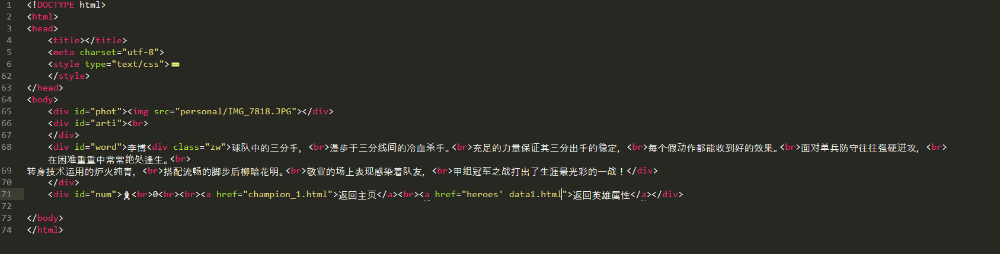 1 <!DOCTYPE html>
2 <html>
3 <head>
4 <title></title>
5 <meta charset="utf-8">
6 <style type="text/css">
62 </style>
63 </head>
64 <body>
65 <div id="phot"><img src="personal/IMG_7818.JPG"></div>
66 <div id="arti"><br>
67 </div>
68 <div id="word">李博<div class="zw">球队中的三分手，<br>漫步于三分线间的冷血杀手。<br>充足的力量保证其三分出手的稳定，<br>每个假动作都能收到好的效果。<br>面对单兵防守往往强硬进攻，<br>
在困难重重中常常绝处逢生。<br>
69 转身技术运用的炉火纯青，<br>搭配流畅的脚步后柳暗花明。<br>敬业的场上表现感染着队友，<br>甲组冠军之战打出了生涯最光彩的一战！</div>
70 </div>
71 <div id="num"><br>0<br><br><a href="champion_1.html">返回主页</a><br><a href="heroes' data1.html">返回英雄属性</a></div>
72
73 </body>
74 </html>